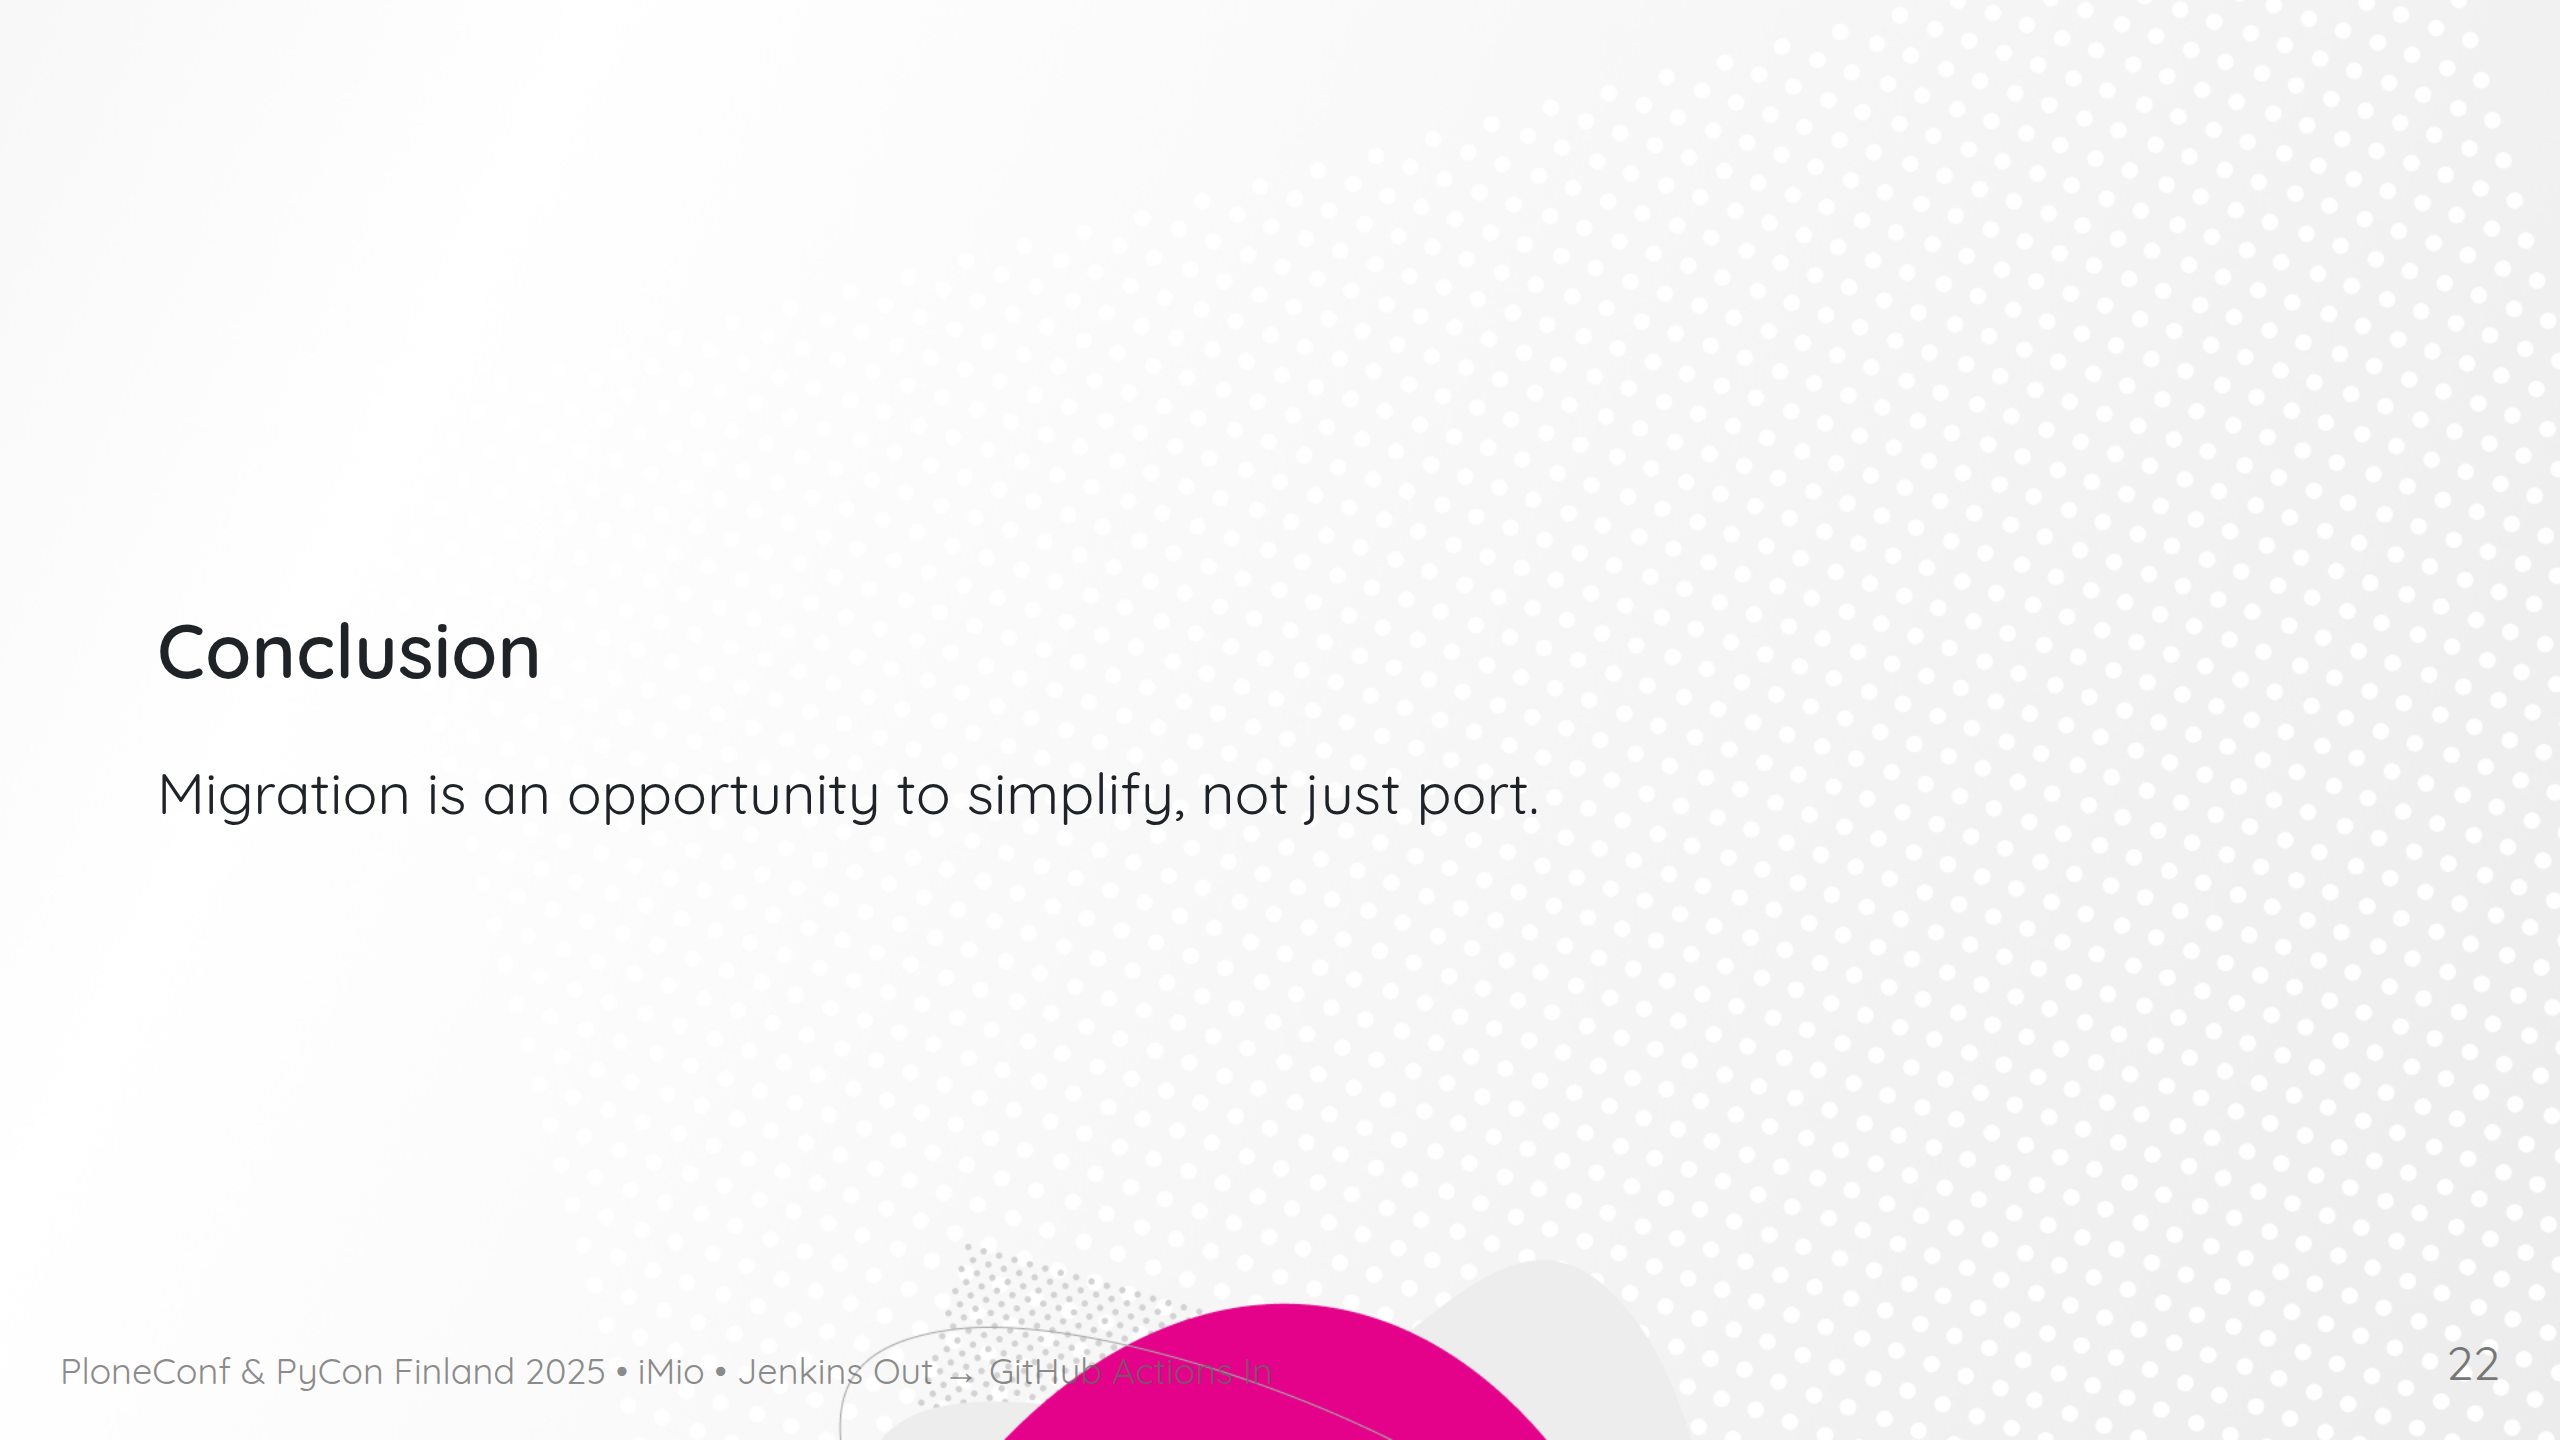 Conclusion
Migration is an opportunity to simplify, not just port.
PloneConf & PyCon Finland 2025 • iMio • Jenkins Out → GitHub Actions In
22